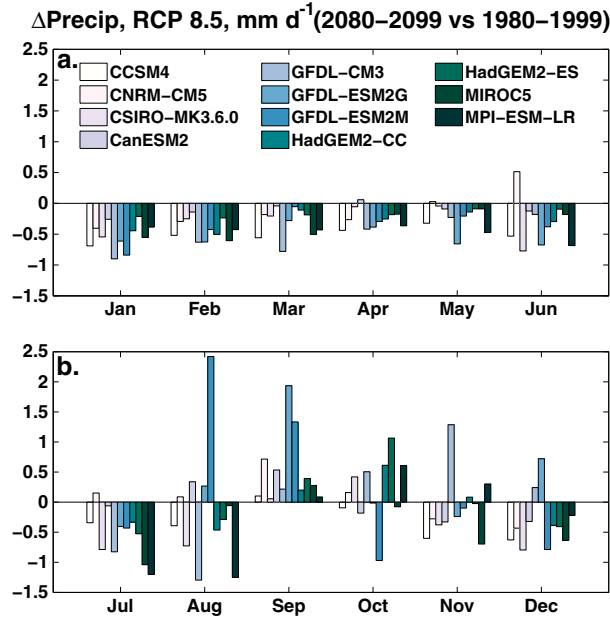 ΔPrecip, RCP 8.5, mm d⁻¹(2080−2099 vs 1980−1999)
a.
CCSM4
CNRM−CM5
CSIRO−MK3.6.0
CanESM2
GFDL−CM3
GFDL−ESM2G
GFDL−ESM2M
HadGEM2−CC
HadGEM2−ES
MIROC5
MPI−ESM−LR
2.5
2
1.5
1
0.5
0
−0.5
−1
−1.5
Jan Feb Mar Apr May Jun
b.
2.5
2
1.5
1
0.5
0
−0.5
−1
−1.5
Jul Aug Sep Oct Nov Dec